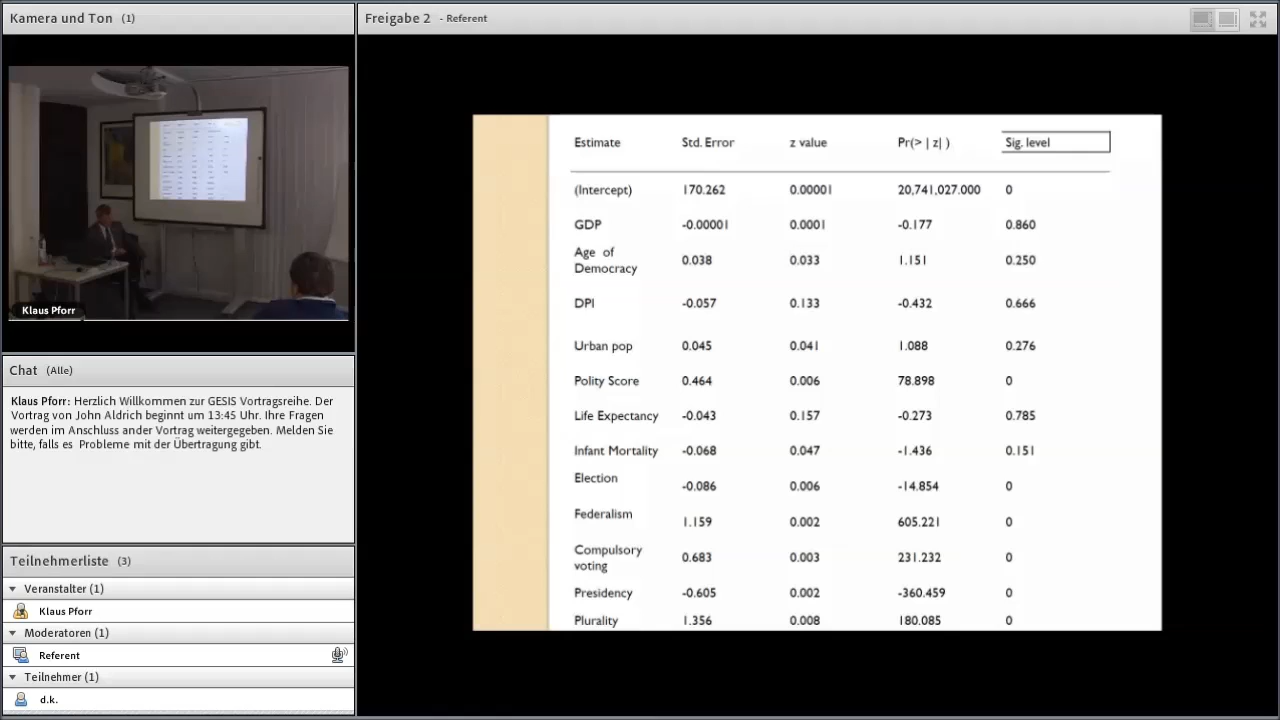 Kamera und Ton (1)
Klaus Pforr
Chat (Alle)
Klaus Pforr: Herzlich Willkommen zur GESIS Vortragsreihe. Der
Vortrag von John Aldrich beginnt um 13:45 Uhr. Ihre Fragen
werden im Anschluss ander Vortrag weitergegeben. Melden Sie
bitte, falls es Probleme mit der Übertragung gibt.
Teilnehmerliste (3)
Veranstalter (1)
Klaus Pforr
Moderatoren (1)
Referent
Teilnehmer (1)
d.k.
Freigabe 2 - Referent
Estimate Std. Error z value Pr(> | z| ) Sig. level
(Intercept) 170.262 0.00001 20,741,027.000 0
GDP -0.00001 0.0001 -0.177 0.860
Age of
Democracy 0.038 0.033 1.151 0.250
DPI -0.057 0.133 -0.432 0.666
Urban pop 0.045 0.041 1.088 0.276
Polity Score 0.464 0.006 78.898 0
Life Expectancy -0.043 0.157 -0.273 0.785
Infant Mortality -0.068 0.047 -1.436 0.151
Election -0.086 0.006 -14.854 0
Federalism 1.159 0.002 605.221 0
Compulsory
voting 0.683 0.003 231.232 0
Presidency -0.605 0.002 -360.459 0
Plurality 1.356 0.008 180.085 0